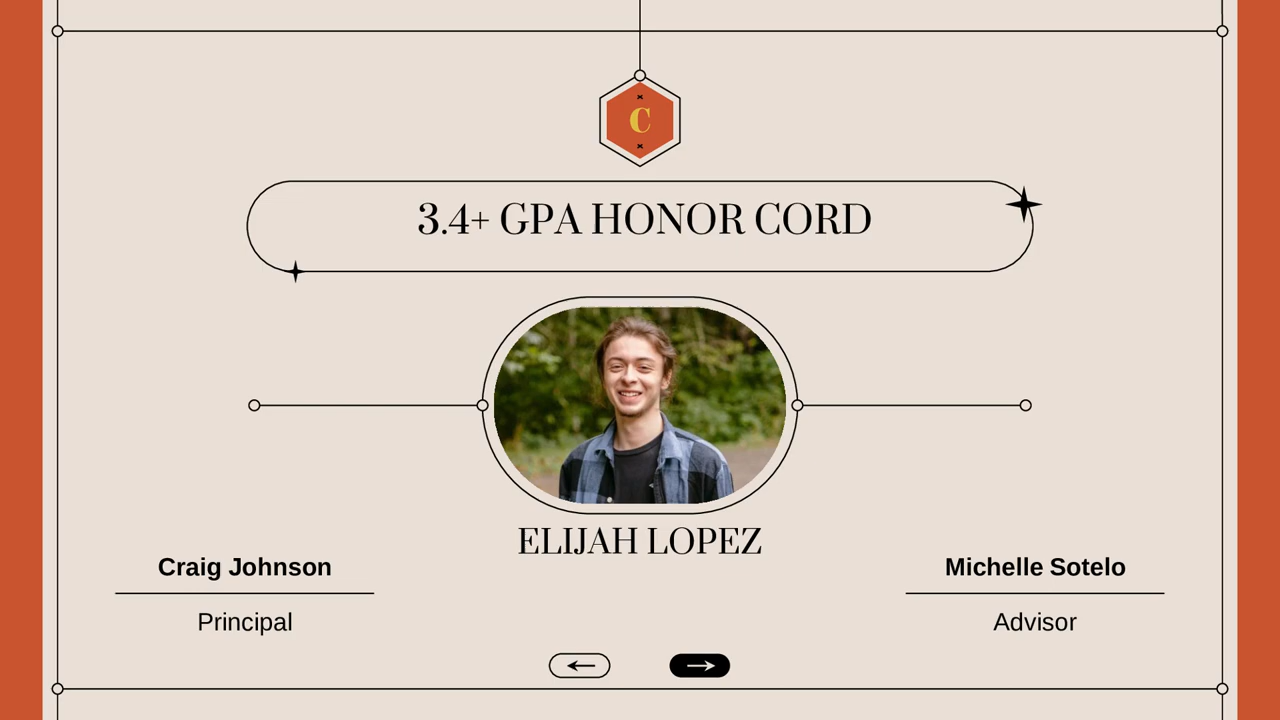 C
3.4+ GPA HONOR CORD
ELIJAH LOPEZ
Craig Johnson
Principal
Michelle Sotelo
Advisor